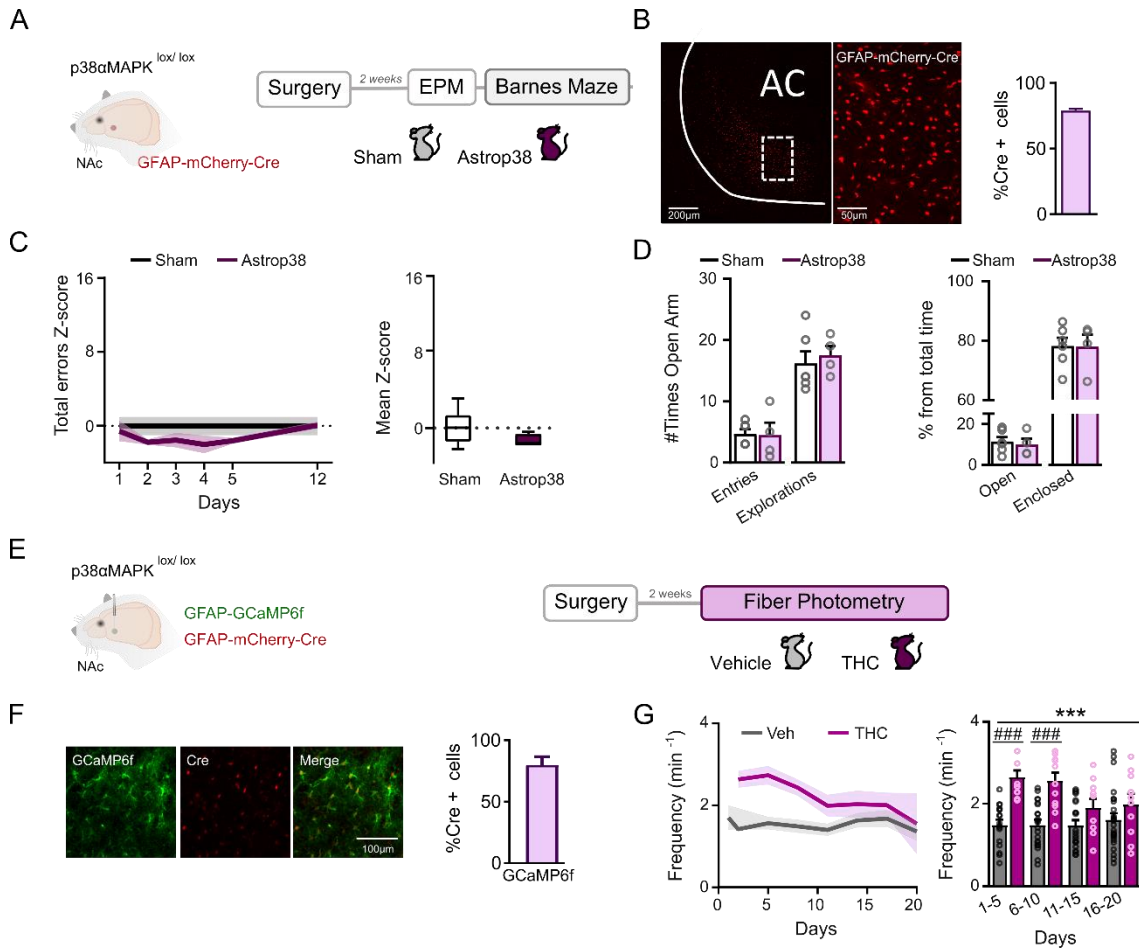 A
p38αMAPK lox/ lox
NAc
GFAP-mCherry-Cre
Surgery
2 weeks
EPM
Barnes Maze
Sham
Astrop38
B
AC
200µm
GFAP-mCherry-Cre
50µm
%Cre + cells
100
50
0
C
Sham
Astrop38
Total errors Z-score
16
8
0
1 2 3 4 5 12
Days
Mean Z-score
16
8
0
Sham
Astrop38
D
Sham
Astrop38
#Times Open Arm
30
20
10
0
Entries
Explorations
Sham
Astrop38
% from total time
100
80
60
20
0
Open
Enclosed
E
p38αMAPK lox/ lox
NAc
GFAP-GCaMP6f
GFAP-mCherry-Cre
Surgery
2 weeks
Fiber Photometry
Vehicle
THC
F
GCaMP6f
Cre
Merge
100µm
%Cre + cells
100
50
0
GCaMP6f
G
Veh
THC
Frequency (min -1)
4
2
0
5 10 15 20
Days
Frequency (min -1)
4
2
0
***
### ###
1-5
6-10
11-15
16-20
Days